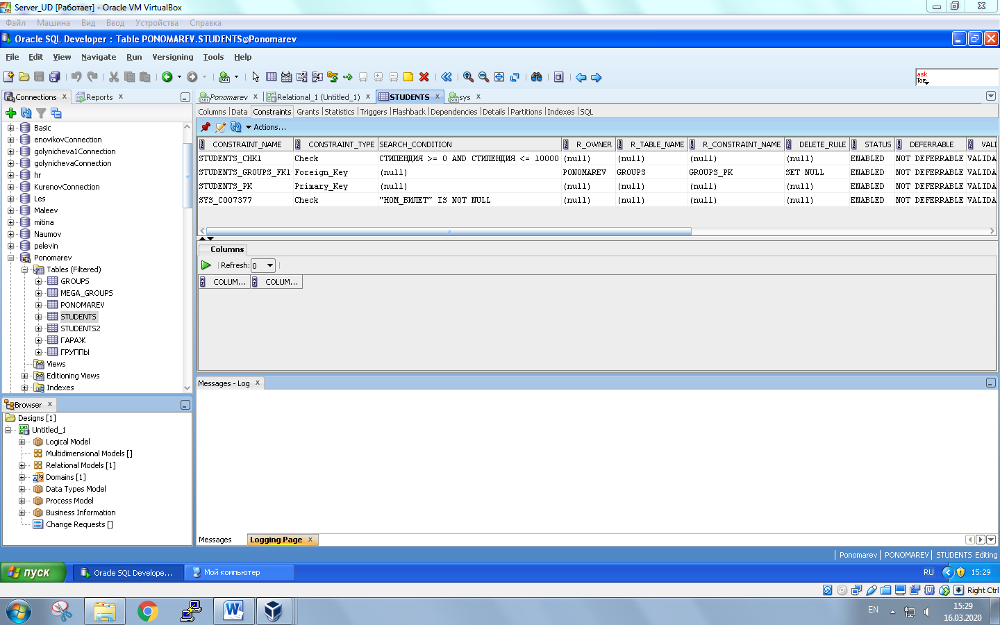 Server_UD [Работает] - Oracle VM VirtualBox
Файл Машина Вид Ввод Устройства Справка
Oracle SQL Developer : Table PONOMAREV.STUDENTS@Ponomarev
File Edit View Navigate Run Versioning Tools Help
ask
Tom
Connections Reports
Ponomarev Relational_1 (Untitled_1) STUDENTS sys
Columns Data Constraints Grants Statistics Triggers Flashback Dependencies Details Partitions Indexes SQL
Actions...
CONSTRAINT_NAME CONSTRAINT_TYPE SEARCH_CONDITION R_OWNER R_TABLE_NAME R_CONSTRAINT_NAME DELETE_RULE STATUS DEFERRABLE VALI
STUDENTS_CHK1 Check СТИПЕНДИЯ >= 0 AND СТИПЕНДИЯ <= 10000 (null) (null) (null) (null) ENABLED NOT DEFERRABLE VALIDA
STUDENTS_GROUPS_FK1 Foreign_Key (null) PONOMAREV GROUPS GROUPS_PK SET NULL ENABLED NOT DEFERRABLE VALIDA
STUDENTS_PK Primary_Key (null) (null) (null) (null) (null) ENABLED NOT DEFERRABLE VALIDA
SYS_C007377 Check "НОМ_БИЛЕТ" IS NOT NULL (null) (null) (null) (null) ENABLED NOT DEFERRABLE VALIDA
Basic
enovikovConnection
golynicheva1Connection
golynichevaConnection
hr
KurenovConnection
Les
Maleev
mitina
Naumov
pelevin
Ponomarev
Tables (Filtered)
GROUPS
MEGA_GROUPS
PONOMAREV
STUDENTS
STUDENTS2
ГАРАЖ
ГРУППЫ
Views
Editioning Views
Indexes
Columns
Refresh: 0
COLUM... COLUM...
Messages - Log
Browser
Designs [1]
Untitled_1
Logical Model
Multidimensional Models []
Relational Models [1]
Domains [1]
Data Types Model
Process Model
Business Information
Change Requests []
Messages Logging Page
Ponomarev PONOMAREV STUDENTS Editing
пуск Oracle SQL Develope... Мой компьютер RU 15:29
Right Ctrl
EN 15:29
16.03.2020